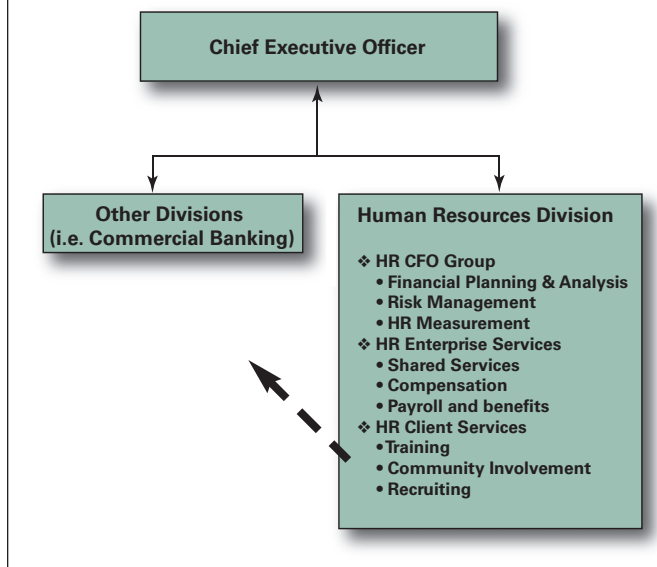 Chief Executive Officer
Other Divisions
(i.e. Commercial Banking)
Human Resources Division
❖ HR CFO Group
• Financial Planning & Analysis
• Risk Management
• HR Measurement
❖ HR Enterprise Services
• Shared Services
• Compensation
• Payroll and benefits
❖ HR Client Services
•Training
• Community Involvement
• Recruiting